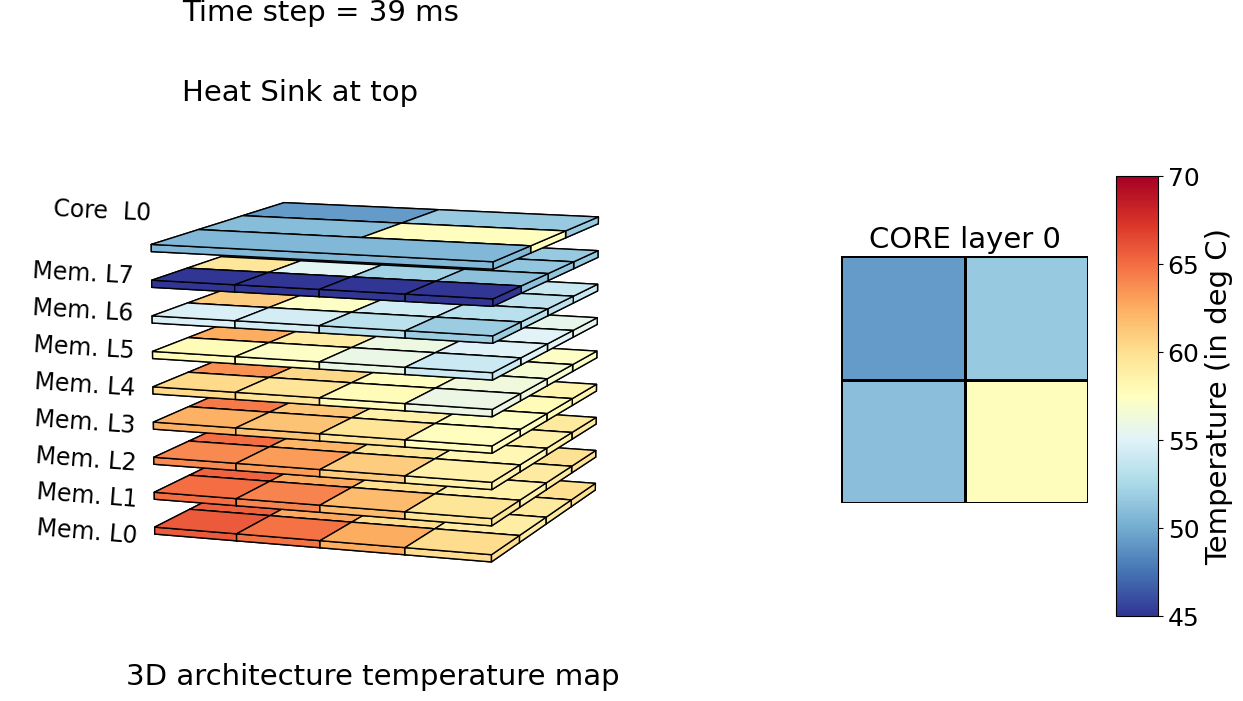 Time step = 39 ms
Heat Sink at top
Core  L0
Mem. L7
Mem. L6
Mem. L5
Mem. L4
Mem. L3
Mem. L2
Mem. L1
Mem. L0
3D architecture temperature map
CORE layer 0
70
65
60
55
50
45
Temperature (in deg C)